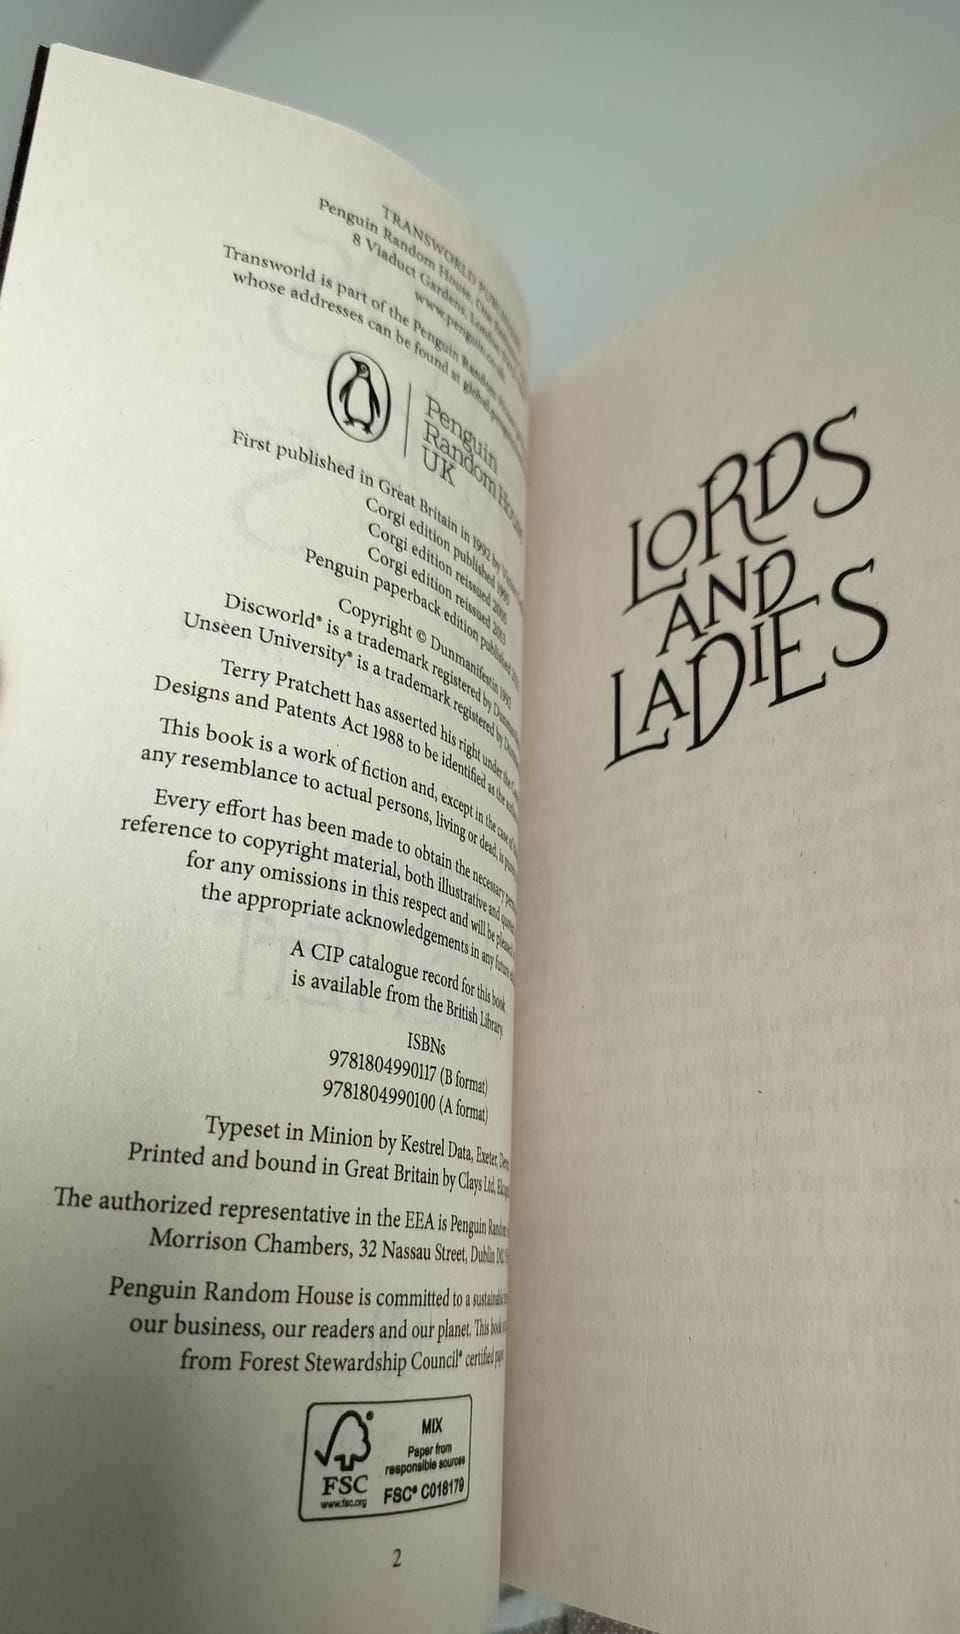 TRANSWORLD
Penguin Random House, One
8 Viaduct Gardens, London
www.penguin.co.uk
Transworld is part of the Penguin Random House
whose addresses can be found at global
Penguin
Random House
UK
First published in Great Britain in 1992 by
Corgi edition published 1993
Corgi edition reissued
Corgi edition reissued 2013
Penguin paperback edition published
Copyright © Dunmanifestin 1992
Discworld® is a trademark registered by
Unseen University® is a trademark registered by
Terry Pratchett has asserted his right under the
Designs and Patents Act 1988 to be identified as the
This book is a work of fiction and, except in the case of
any resemblance to actual persons, living or dead, is
Every effort has been made to obtain the necessary
reference to copyright material, both illustrative and
for any omissions in this respect and will be pleased
the appropriate acknowledgements in any future
A CIP catalogue record for this book
is available from the British Library
ISBNs
9781804990117 (B format)
9781804990100 (A format)
Typeset in Minion by Kestrel Data, Exeter,
Printed and bound in Great Britain by Clays Ltd,
The authorized representative in the EEA is Penguin Random
Morrison Chambers, 32 Nassau Street, Dublin
Penguin Random House is committed to a sustainable
our business, our readers and our planet. This book
from Forest Stewardship Council® certified
FSC
www.fsc.org
MIX
Paper from
responsible sources
FSC® C018179
2
LORDS
AND
LADIES